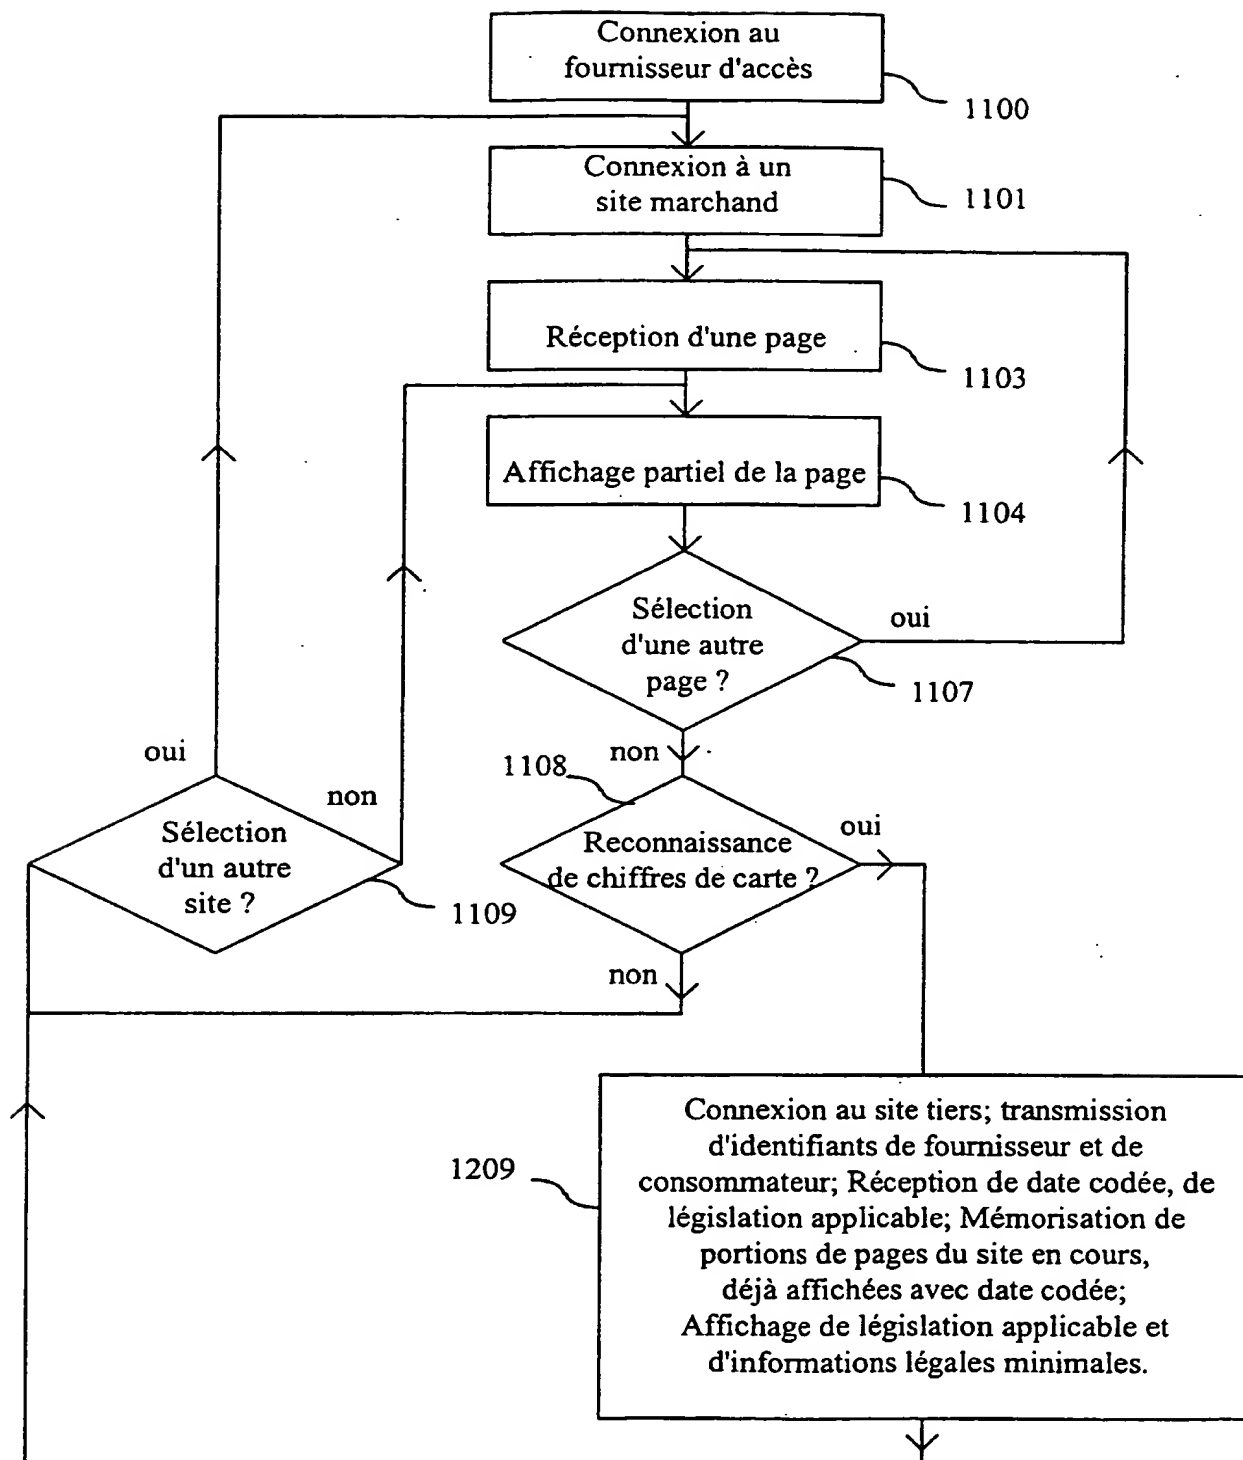 Connexion au
fournisseur d'accès
1100
Connexion à un
site marchand
1101
Réception d'une page
1103
Affichage partiel de la page
1104
Sélection
d'une autre
page ?
oui
1107
non
1108
oui
non
Sélection
d'un autre
site ?
1109
Reconnaissance
de chiffres de carte ?
oui
non
1209
Connexion au site tiers; transmission
d'identifiants de fournisseur et de
consommateur; Réception de date codée, de
législation applicable; Mémorisation de
portions de pages du site en cours,
déjà affichées avec date codée;
Affichage de législation applicable et
d'informations légales minimales.